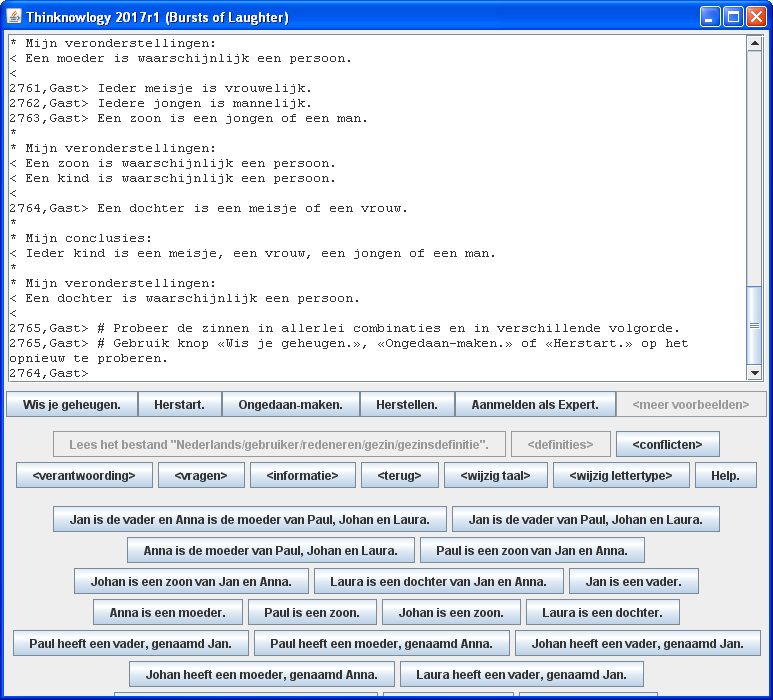 Thinknowlogy 2017r1 (Bursts of Laughter)
* Mijn veronderstellingen:
< Een moeder is waarschijnlijk een persoon.
<
2761,Gast> Ieder meisje is vrouwelijk.
2762,Gast> Iedere jongen is mannelijk.
2763,Gast> Een zoon is een jongen of een man.
*
* Mijn veronderstellingen:
< Een zoon is waarschijnlijk een persoon.
< Een kind is waarschijnlijk een persoon.
<
2764,Gast> Een dochter is een meisje of een vrouw.
*
* Mijn conclusies:
< Ieder kind is een meisje, een vrouw, een jongen of een man.
*
* Mijn veronderstellingen:
< Een dochter is waarschijnlijk een persoon.
<
2765,Gast> # Probeer de zinnen in allerlei combinaties en in verschillende volgorde.
2765,Gast> # Gebruik knop «Wis je geheugen.», «Ongedaan-maken.» of «Herstart.» op het
opnieuw te proberen.
2764,Gast>
Wis je geheugen. Herstart. Ongedaan-maken. Herstellen. Aanmelden als Expert. <meer voorbeelden>
Lees het bestand "Nederlands/gebruiker/redeneren/gezin/gezinsdefinitie". <definities> <conflicten>
<verantwoording> <vragen> <informatie> <terug> <wijzig taal> <wijzig lettertype> Help.
Jan is de vader en Anna is de moeder van Paul, Johan en Laura. Jan is de vader van Paul, Johan en Laura.
Anna is de moeder van Paul, Johan en Laura. Paul is een zoon van Jan en Anna.
Johan is een zoon van Jan en Anna. Laura is een dochter van Jan en Anna. Jan is een vader.
Anna is een moeder. Paul is een zoon. Johan is een zoon. Laura is een dochter.
Paul heeft een vader, genaamd Jan. Paul heeft een moeder, genaamd Anna. Johan heeft een vader, genaamd Jan.
Johan heeft een moeder, genaamd Anna. Laura heeft een vader, genaamd Jan.